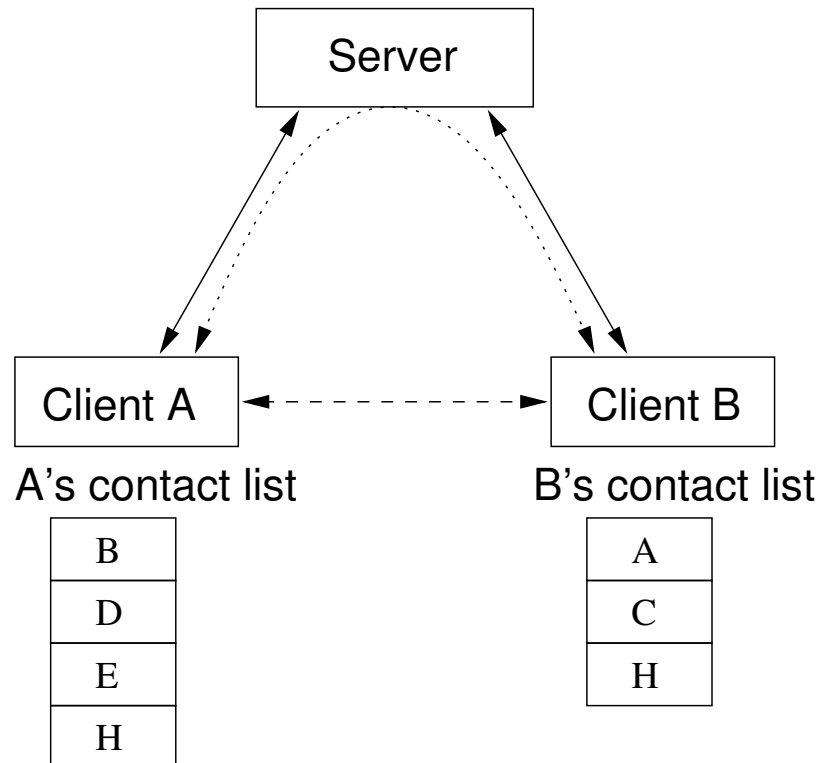 Server
Client A
Client B
A’s contact list
B’s contact list
B
D
E
H
A
C
H